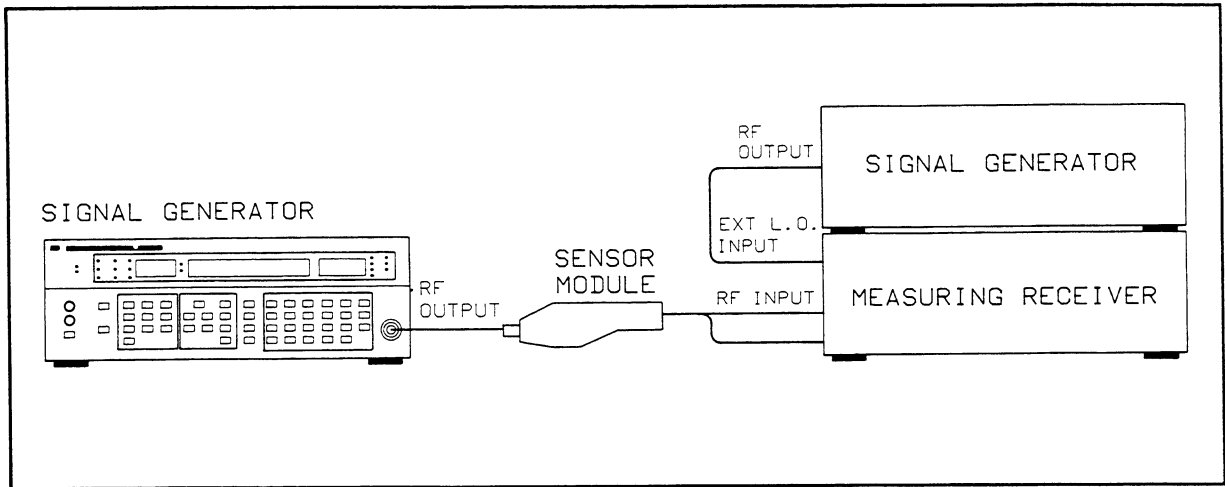 SIGNAL GENERATOR
RF
OUTPUT
SENSOR
MODULE
RF
OUTPUT
EXT L.O.
INPUT
RF INPUT
SIGNAL GENERATOR
MEASURING RECEIVER